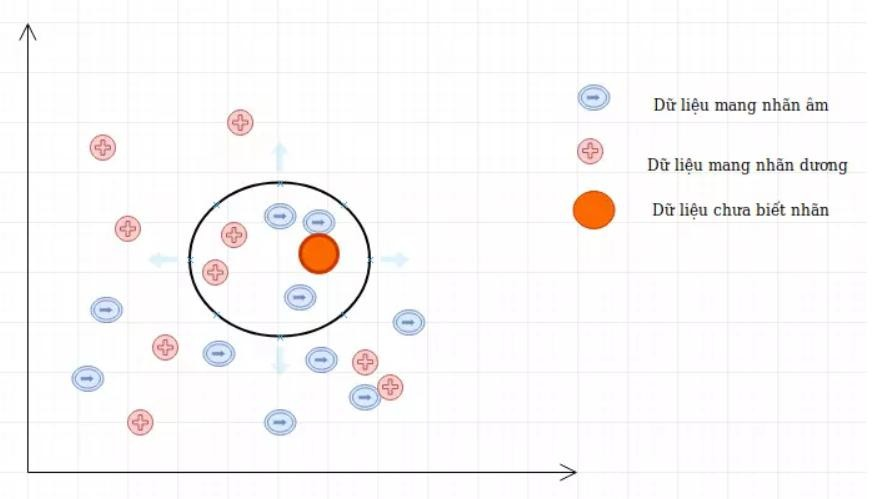 Dữ liệu mang nhãn âm
Dữ liệu mang nhãn dương
Dữ liệu chưa biết nhãn